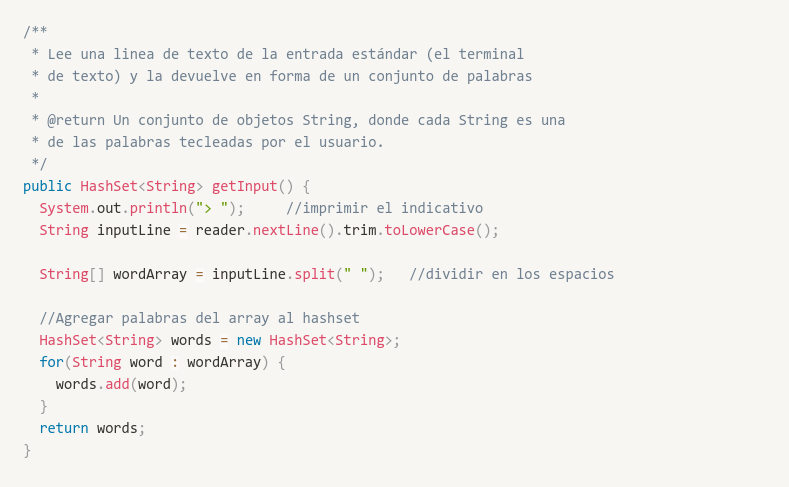 /**
 * Lee una linea de texto de la entrada estándar (el terminal
 * de texto) y la devuelve en forma de un conjunto de palabras
 *
 * @return Un conjunto de objetos String, donde cada String es una
 * de las palabras tecleadas por el usuario.
 */
public HashSet<String> getInput() {
  System.out.println("> ");     //imprimir el indicativo
  String inputLine = reader.nextLine().trim.toLowerCase();

  String[] wordArray = inputLine.split(" ");   //dividir en los espacios

  //Agregar palabras del array al hashset
  HashSet<String> words = new HashSet<String>;
  for(String word : wordArray) {
    words.add(word);
  }
  return words;
}